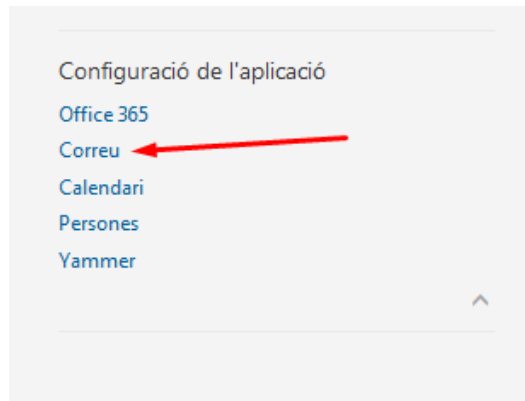 Configuració de l'aplicació
Office 365
Correu
Calendari
Persones
Yammer